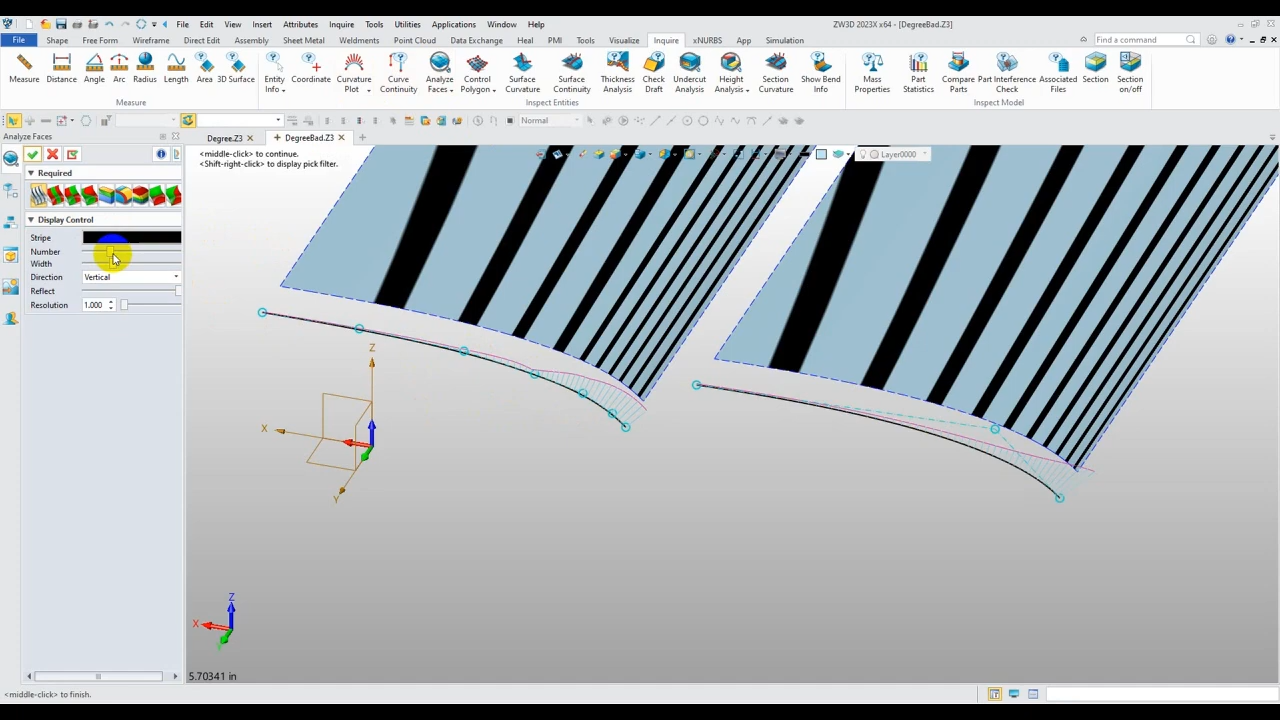 File Edit View Insert Attributes Inquire Tools Utilities Applications Window Help ZW3D 2023X x64 - [DegreeBad.Z3]
File Shape Free Form Wireframe Direct Edit Assembly Sheet Metal Weldments Point Cloud Data Exchange Heal PMI Tools Visualize Inquire xNURBS App Simulation Find a command
Measure Distance Angle Arc Radius Length Area 3D Surface Entity Info Coordinate Curvature Plot Curve Continuity Analyze Faces Control Polygon Surface Curvature Surface Continuity Thickness Analysis Check Draft Undercut Analysis Height Analysis Section Curvature Show Bend Info Mass Properties Part Statistics Compare Parts Part Interference Check Associated Files Section Section on/off
Measure Inspect Entities Inspect Model
Normal
Analyze Faces Degree.Z3 DegreeBad.Z3
<middle-click> to continue.
<Shift-right-click> to display pick filter.
Layer0000
Required
Display Control
Stripe
Number
Width
Direction Vertical
Reflect
Resolution 1.000
Z
X
Y
Z
X
Y
5.70341 in
<middle-click> to finish.